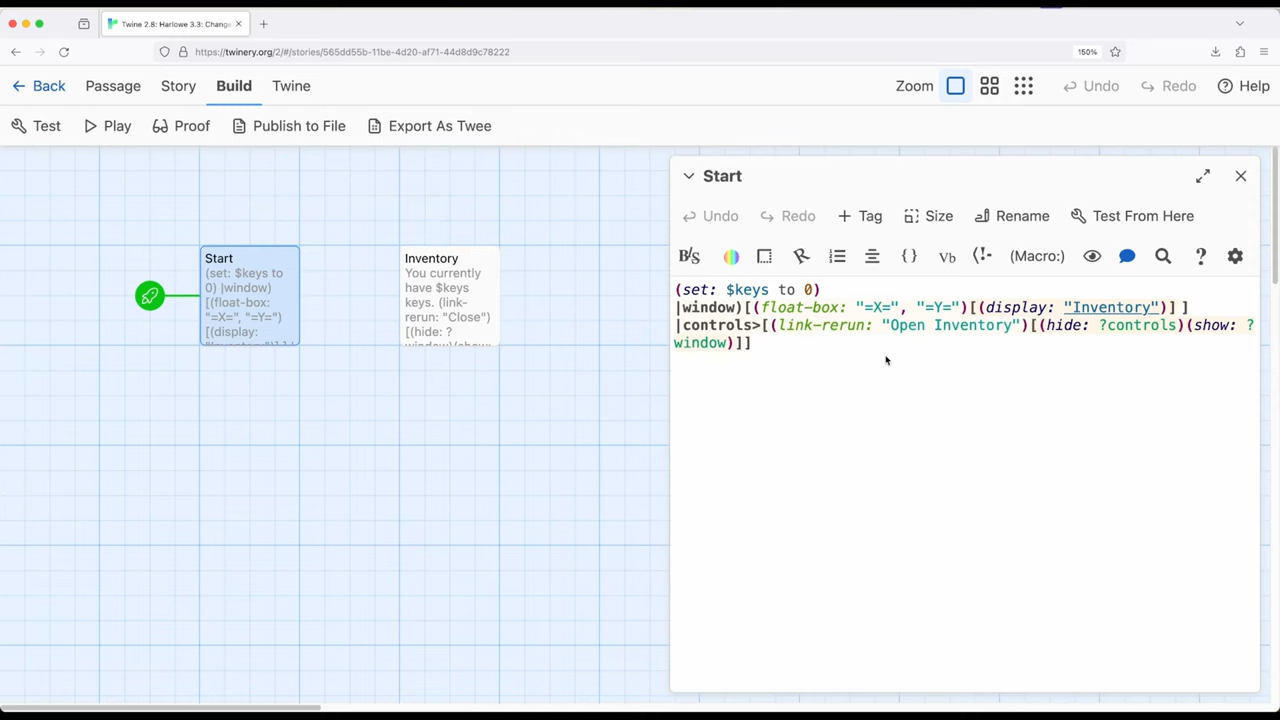 Twine 2.8: Harlowe 3.3: Change
https://twinery.org/2/#/stories/565dd55b-11be-4d20-af71-44d8d9c78222
150%
Back
Passage
Story
Build
Twine
Zoom
Undo
Redo
Help
Test
Play
Proof
Publish to File
Export As Twee
Start
(set: $keys to
0) |window)
[(float-box:
"=X=", "=Y=")
[(display:
"Inventory")] ] |
Inventory
You currently
have $keys
keys. (link-
rerun: "Close")
[(hide: ?
window)(show:
Start
Undo
Redo
Tag
Size
Rename
Test From Here
(Macro:)
(set: $keys to 0)
|window)[(float-box: "=X=", "=Y=")[(display: "Inventory")] ]
|controls>[(link-rerun: "Open Inventory")[(hide: ?controls)(show: ?
window)]]